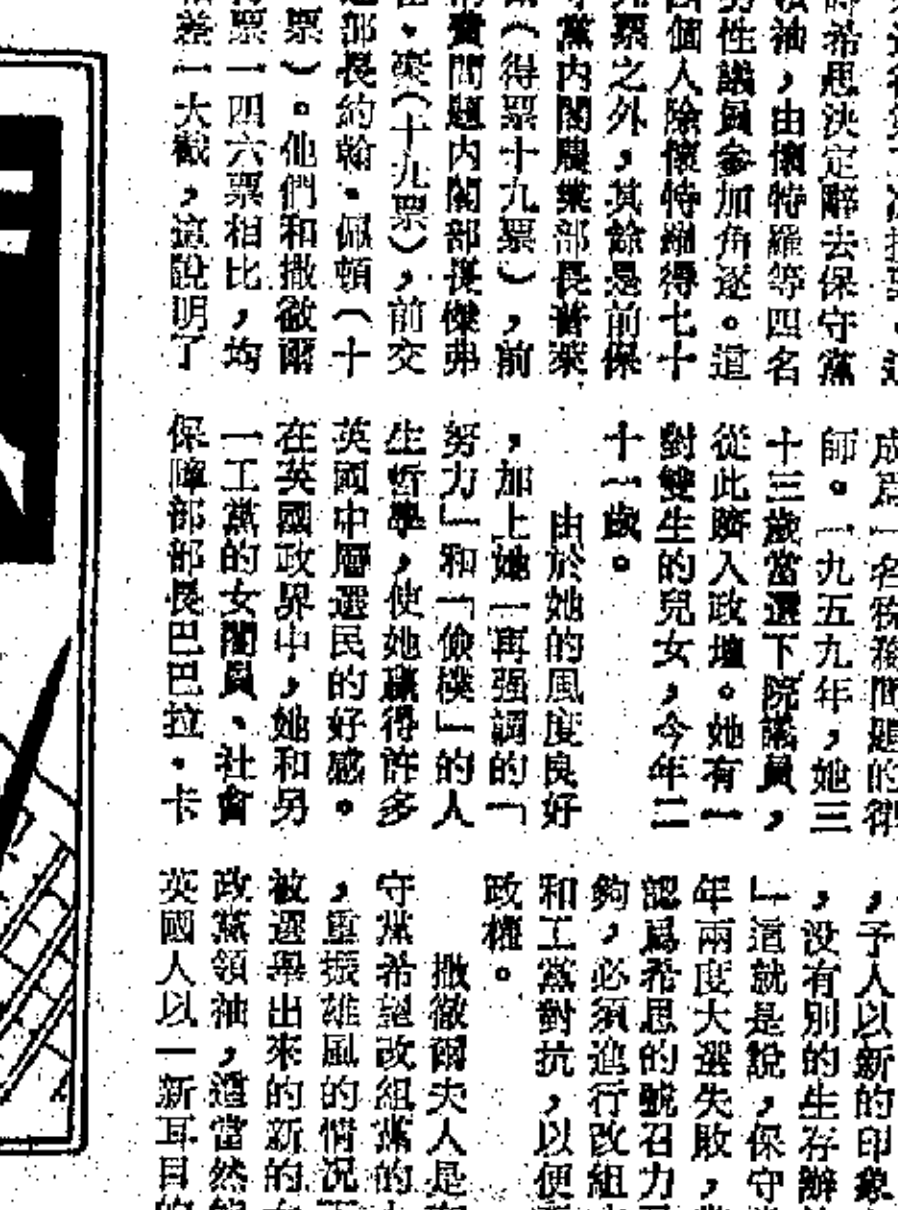 時希思決定辭去保守黨
領袖，由懷特羅等四名
男性議員參加角逐。這
四個人除懷特羅得七十
九票之外，其餘是前保
守黨內閣農業部長普萊
（得票十九票），前
消費問題內閣部長傑弗
・（十九票），前交
通部長約翰・佩頓（十
票）。他們和撒徹爾
得票一四六票相比，均
相差一大截，這說明了
成爲一名稅務問題的律
師。一九五九年，她三
十三歲當選下院議員，
從此躋入政壇。她有一
對雙生的兒女，今年二
十一歲。
由於她的風度良好
，加上她一再强調的「
努力」和「儉樸」的人
生哲學，使她贏得許多
英國中層選民的好感。
在英國政界中，她和另
一工黨的女閣員、社會
保障部部長巴巴拉・卡
，予人以新的印象
，没有別的生存辦
」這就是說，保守
年兩度大選失敗，
認爲希思的號召力
夠，必須進行改組
和工黨對抗，以便
政權。
撒徹爾夫人是
守黨希望改組黨的
，重振雄風的情況
被選舉出來的新的
政黨領袖，這當然
英國人以一新耳目的